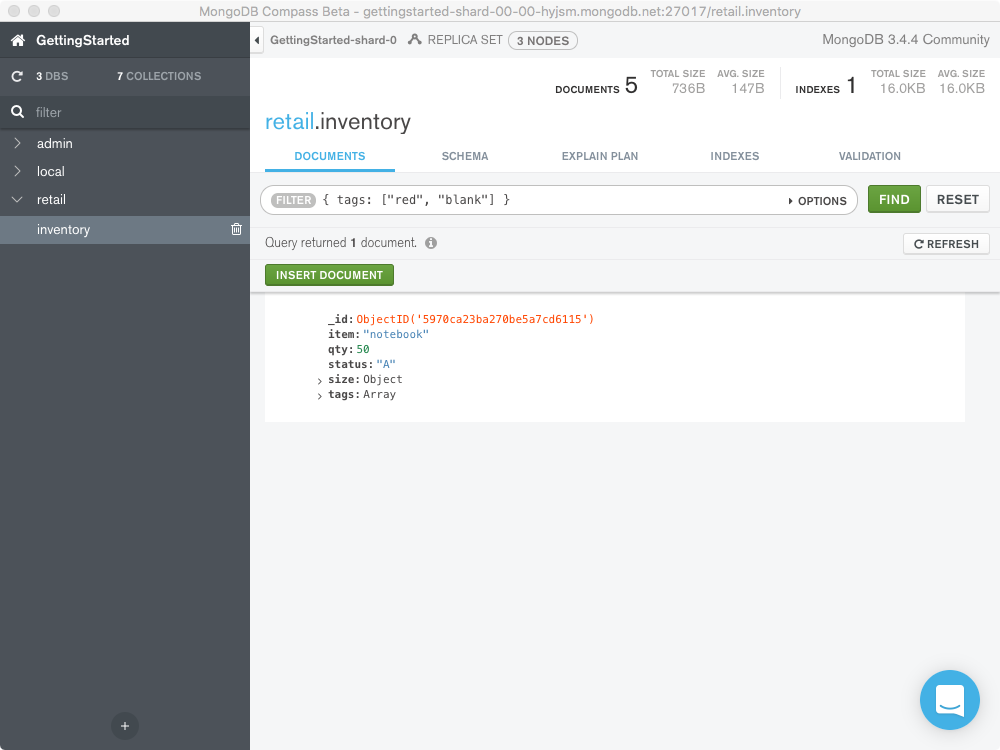 MongoDB Compass Beta - gettingstarted-shard-00-00-hyjsm.mongodb.net:27017/retail.inventory
GettingStarted
3 DBS 7 COLLECTIONS
filter
admin
local
retail
inventory
GettingStarted-shard-0 REPLICA SET 3 NODES MongoDB 3.4.4 Community
DOCUMENTS 5 TOTAL SIZE 736B AVG. SIZE 147B INDEXES 1 TOTAL SIZE 16.0KB AVG. SIZE 16.0KB
retail.inventory
DOCUMENTS SCHEMA EXPLAIN PLAN INDEXES VALIDATION
FILTER { tags: ["red", "blank"] } OPTIONS FIND RESET
Query returned 1 document. REFRESH
INSERT DOCUMENT
_id: ObjectID('5970ca23ba270be5a7cd6115')
item: "notebook"
qty: 50
status: "A"
size: Object
tags: Array